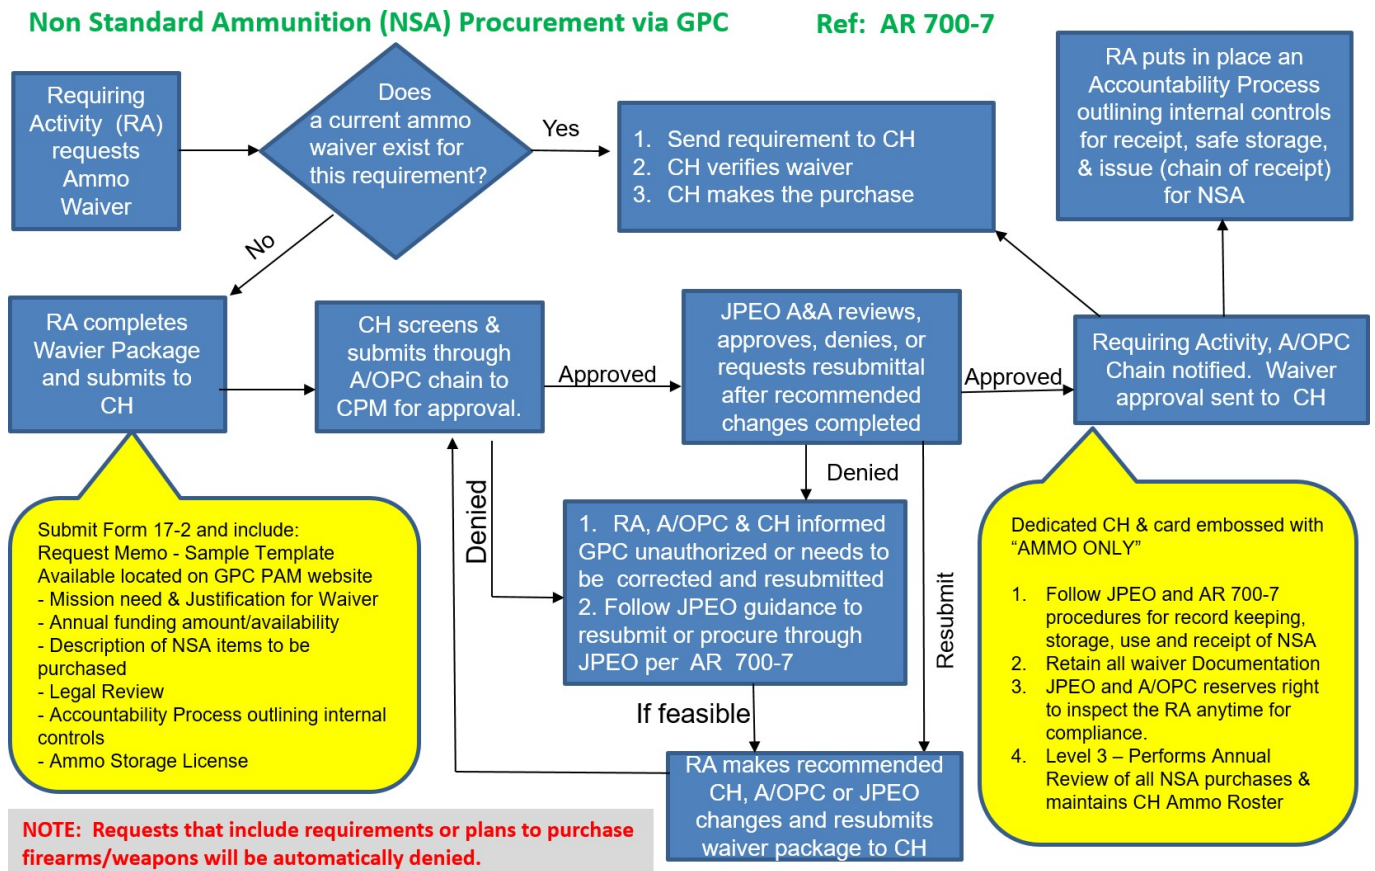 Non Standard Ammunition (NSA) Procurement via GPC
Ref: AR 700-7
Requiring
Activity (RA)
requests
Ammo
Waiver
Does
a current ammo
waiver exist for
this requirement?
Yes
No
1. Send requirement to CH
2. CH verifies waiver
3. CH makes the purchase
RA puts in place an
Accountability Process
outlining internal controls
for receipt, safe storage,
& issue (chain of receipt)
for NSA
RA completes
Wavier Package
and submits to
CH
CH screens &
submits through
A/OPC chain to
CPM for approval.
Approved
JPEO A&A reviews,
approves, denies, or
requests resubmittal
after recommended
changes completed
Approved
Requiring Activity, A/OPC
Chain notified. Waiver
approval sent to CH
Denied
Denied
Resubmit
1. RA, A/OPC & CH informed
GPC unauthorized or needs to
be corrected and resubmitted
2. Follow JPEO guidance to
resubmit or procure through
JPEO per AR 700-7
If feasible
RA makes recommended
CH, A/OPC or JPEO
changes and resubmits
waiver package to CH
Submit Form 17-2 and include:
Request Memo - Sample Template
Available located on GPC PAM website
- Mission need & Justification for Waiver
- Annual funding amount/availability
- Description of NSA items to be
purchased
- Legal Review
- Accountability Process outlining internal
controls
- Ammo Storage License
Dedicated CH & card embossed with
“AMMO ONLY”
1. Follow JPEO and AR 700-7
procedures for record keeping,
storage, use and receipt of NSA
2. Retain all waiver Documentation
3. JPEO and A/OPC reserves right
to inspect the RA anytime for
compliance.
4. Level 3 – Performs Annual
Review of all NSA purchases &
maintains CH Ammo Roster
NOTE: Requests that include requirements or plans to purchase
firearms/weapons will be automatically denied.